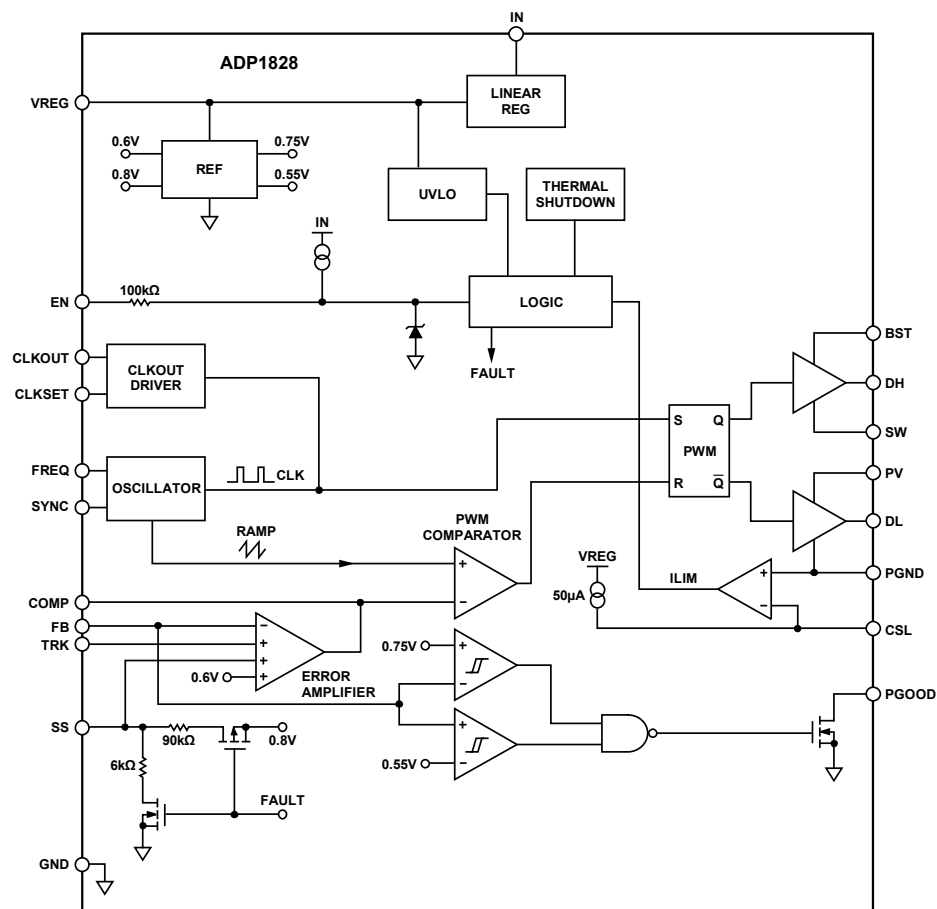 IN
ADP1828
LINEAR
REG
VREG
0.6V
0.75V
REF
0.8V
0.55V
UVLO
THERMAL
SHUTDOWN
IN
EN
100kΩ
LOGIC
FAULT
CLKOUT
CLKOUT
DRIVER
CLKSET
BST
DH
SW
S
Q
PWM
R
Q̅
FREQ
OSCILLATOR
CLK
SYNC
PV
DL
RAMP
PWM
COMPARATOR
+
−
VREG
50µA
ILIM
+
−
PGND
CSL
COMP
FB
TRK
−
+
+
+
0.6V
ERROR
AMPLIFIER
0.75V
+
−
+
−
0.55V
PGOOD
SS
90kΩ
0.8V
6kΩ
FAULT
GND